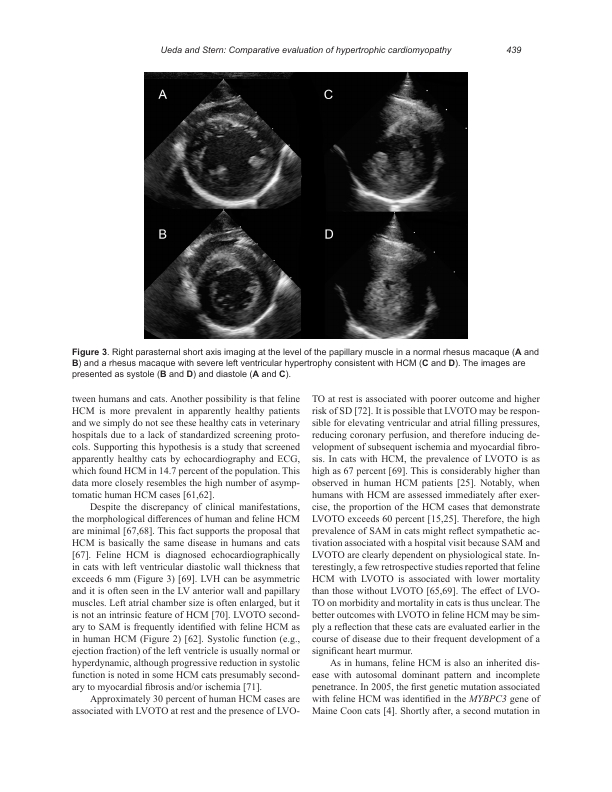 Ueda and Stern: Comparative evaluation of hypertrophic cardiomyopathy 439
A
C
B
D
Figure 3. Right parasternal short axis imaging at the level of the papillary muscle in a normal rhesus macaque (A and
B) and a rhesus macaque with severe left ventricular hypertrophy consistent with HCM (C and D). The images are
presented as systole (B and D) and diastole (A and C).
tween humans and cats. Another possibility is that feline
HCM is more prevalent in apparently healthy patients
and we simply do not see these healthy cats in veterinary
hospitals due to a lack of standardized screening proto-
cols. Supporting this hypothesis is a study that screened
apparently healthy cats by echocardiography and ECG,
which found HCM in 14.7 percent of the population. This
data more closely resembles the high number of asymp-
tomatic human HCM cases [61,62].
Despite the discrepancy of clinical manifestations,
the morphological differences of human and feline HCM
are minimal [67,68]. This fact supports the proposal that
HCM is basically the same disease in humans and cats
[67]. Feline HCM is diagnosed echocardiographically
in cats with left ventricular diastolic wall thickness that
exceeds 6 mm (Figure 3) [69]. LVH can be asymmetric
and it is often seen in the LV anterior wall and papillary
muscles. Left atrial chamber size is often enlarged, but it
is not an intrinsic feature of HCM [70]. LVOTO second-
ary to SAM is frequently identified with feline HCM as
in human HCM (Figure 2) [62]. Systolic function (e.g.,
ejection fraction) of the left ventricle is usually normal or
hyperdynamic, although progressive reduction in systolic
function is noted in some HCM cats presumably second-
ary to myocardial fibrosis and/or ischemia [71].
Approximately 30 percent of human HCM cases are
associated with LVOTO at rest and the presence of LVO-
TO at rest is associated with poorer outcome and higher
risk of SD [72]. It is possible that LVOTO may be respon-
sible for elevating ventricular and atrial filling pressures,
reducing coronary perfusion, and therefore inducing de-
velopment of subsequent ischemia and myocardial fibro-
sis. In cats with HCM, the prevalence of LVOTO is as
high as 67 percent [69]. This is considerably higher than
observed in human HCM patients [25]. Notably, when
humans with HCM are assessed immediately after exer-
cise, the proportion of the HCM cases that demonstrate
LVOTO exceeds 60 percent [15,25]. Therefore, the high
prevalence of SAM in cats might reflect sympathetic ac-
tivation associated with a hospital visit because SAM and
LVOTO are clearly dependent on physiological state. In-
terestingly, a few retrospective studies reported that feline
HCM with LVOTO is associated with lower mortality
than those without LVOTO [65,69]. The effect of LVO-
TO on morbidity and mortality in cats is thus unclear. The
better outcomes with LVOTO in feline HCM may be sim-
ply a reflection that these cats are evaluated earlier in the
course of disease due to their frequent development of a
significant heart murmur.
As in humans, feline HCM is also an inherited dis-
ease with autosomal dominant pattern and incomplete
penetrance. In 2005, the first genetic mutation associated
with feline HCM was identified in the MYBPC3 gene of
Maine Coon cats [4]. Shortly after, a second mutation in